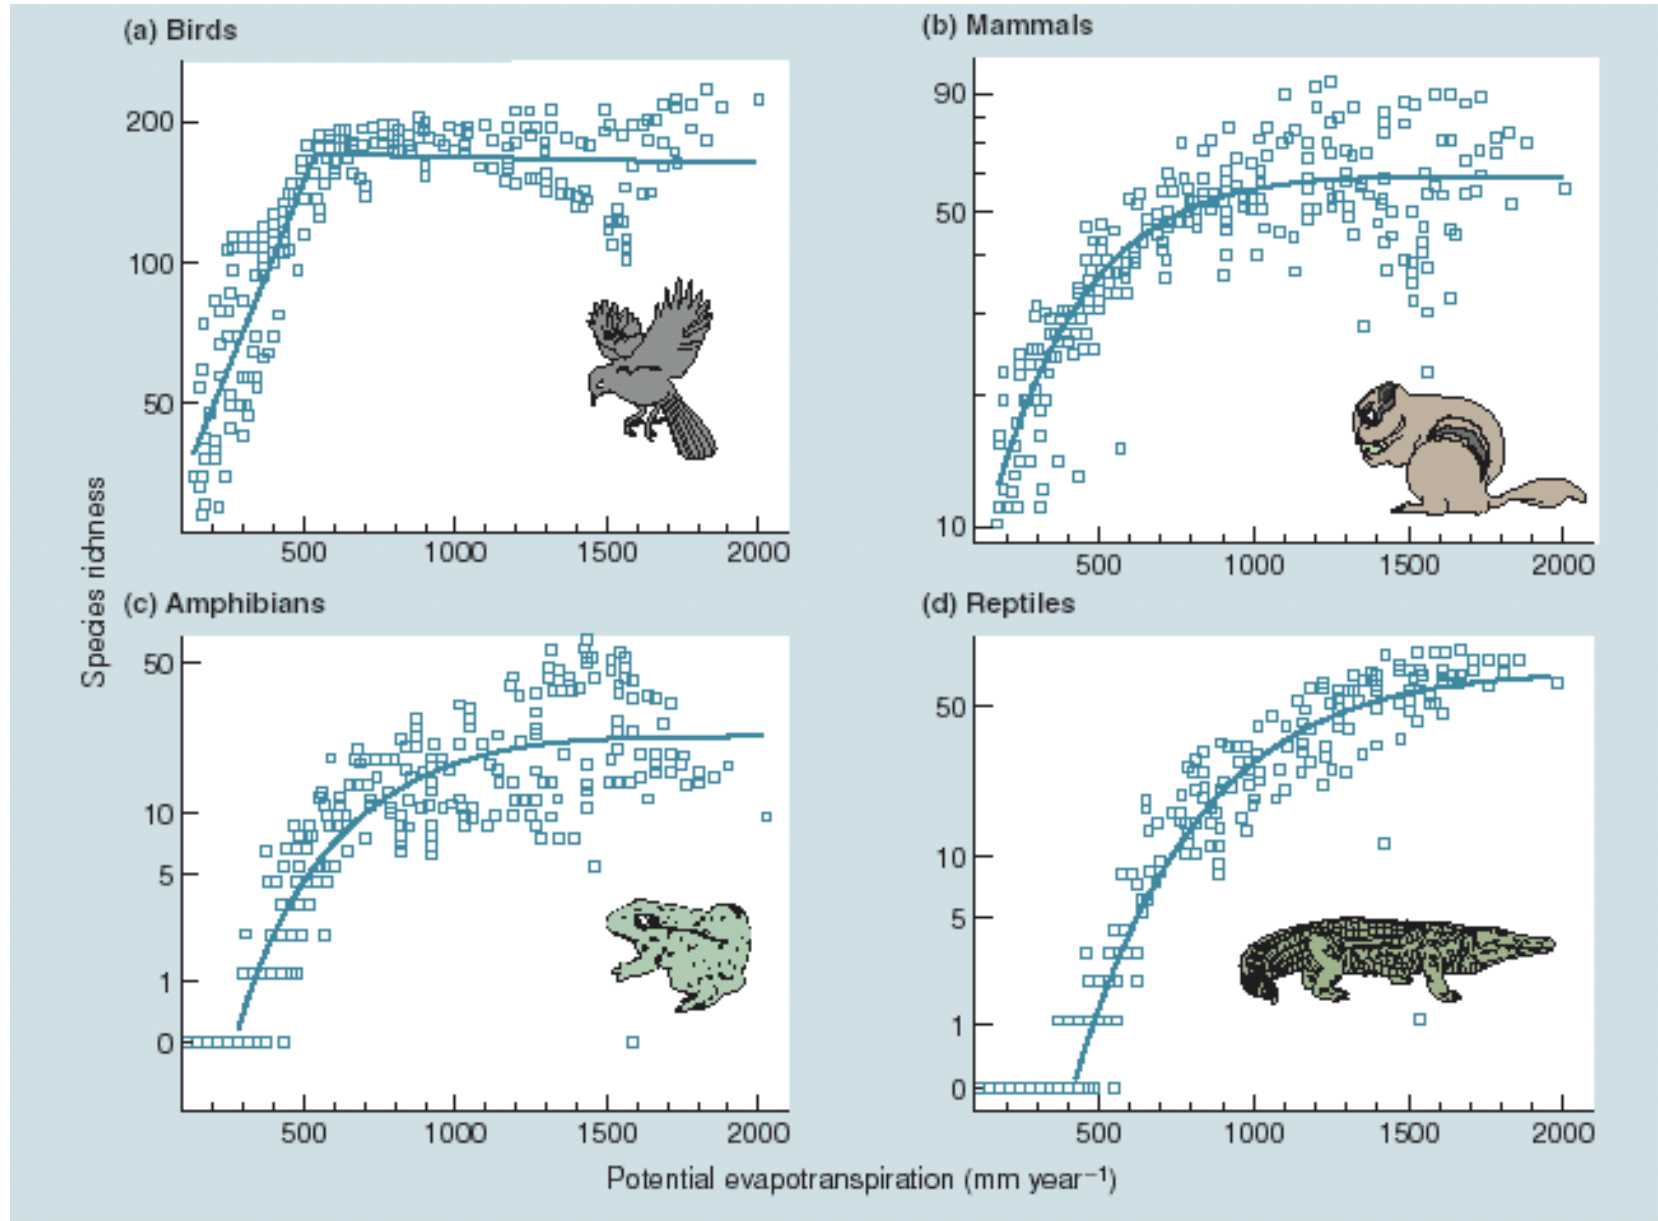 (a) Birds
200
100
50
500 1000 1500 2000
(b) Mammals
90
50
10
500 1000 1500 2000
Species richness
(c) Amphibians
50
10
5
1
0
500 1000 1500 2000
(d) Reptiles
50
10
5
1
0
500 1000 1500 2000
Potential evapotranspiration (mm year⁻¹)